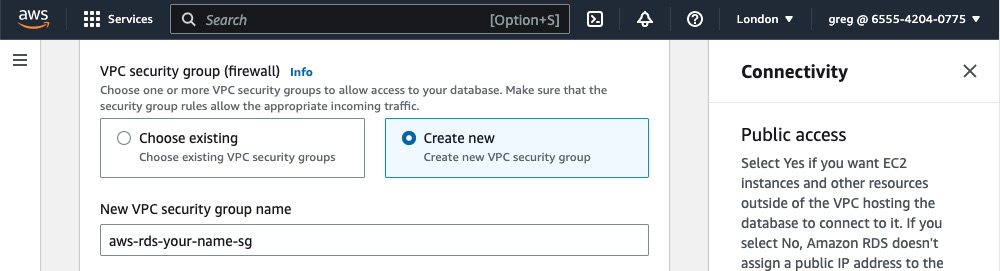 aws Services Search [Option+S] London greg @ 6555-4204-0775
VPC security group (firewall) Info
Choose one or more VPC security groups to allow access to your database. Make sure that the
security group rules allow the appropriate incoming traffic.
Choose existing
Choose existing VPC security groups
Create new
Create new VPC security group
New VPC security group name
aws-rds-your-name-sg
Connectivity
Public access
Select Yes if you want EC2
instances and other resources
outside of the VPC hosting the
database to connect to it. If you
select No, Amazon RDS doesn't
assign a public IP address to the